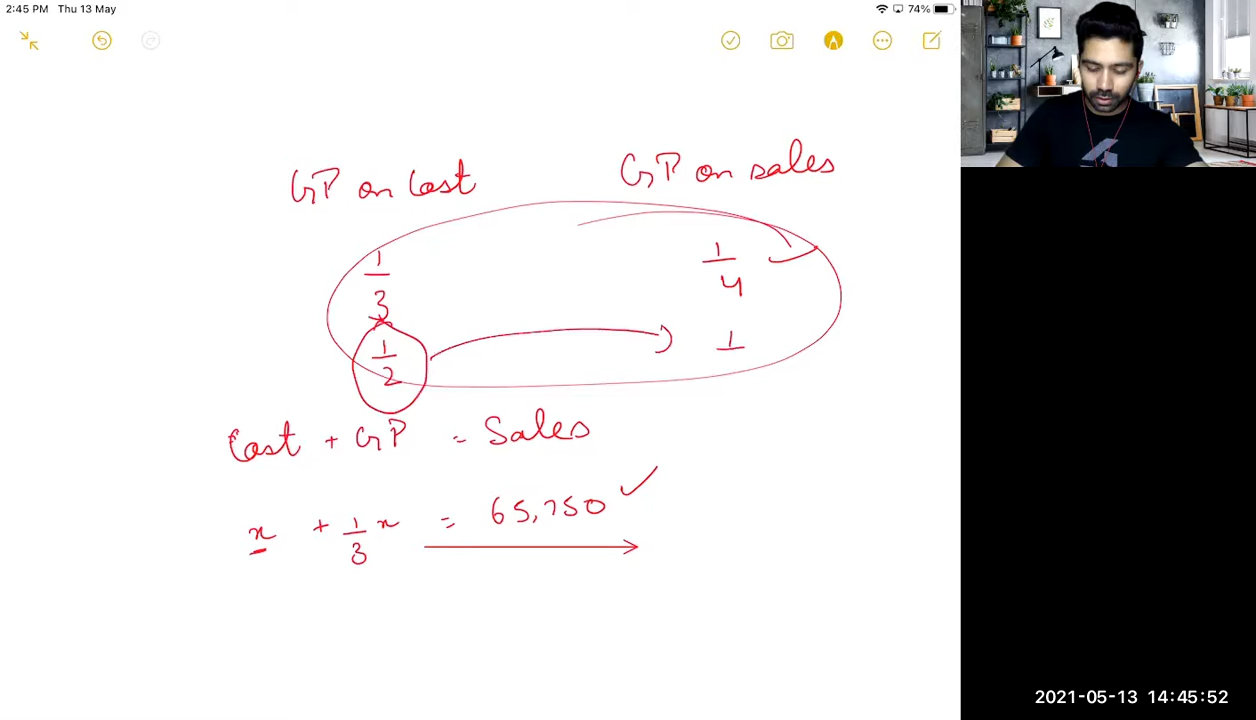 2:45 PM Thu 13 May 74%
GP on Cost GP on sales
1/3 1/4
1/2 1
Cost + GP = Sales
x + 1/3 x = 65,750
2021-05-13 14:45:52